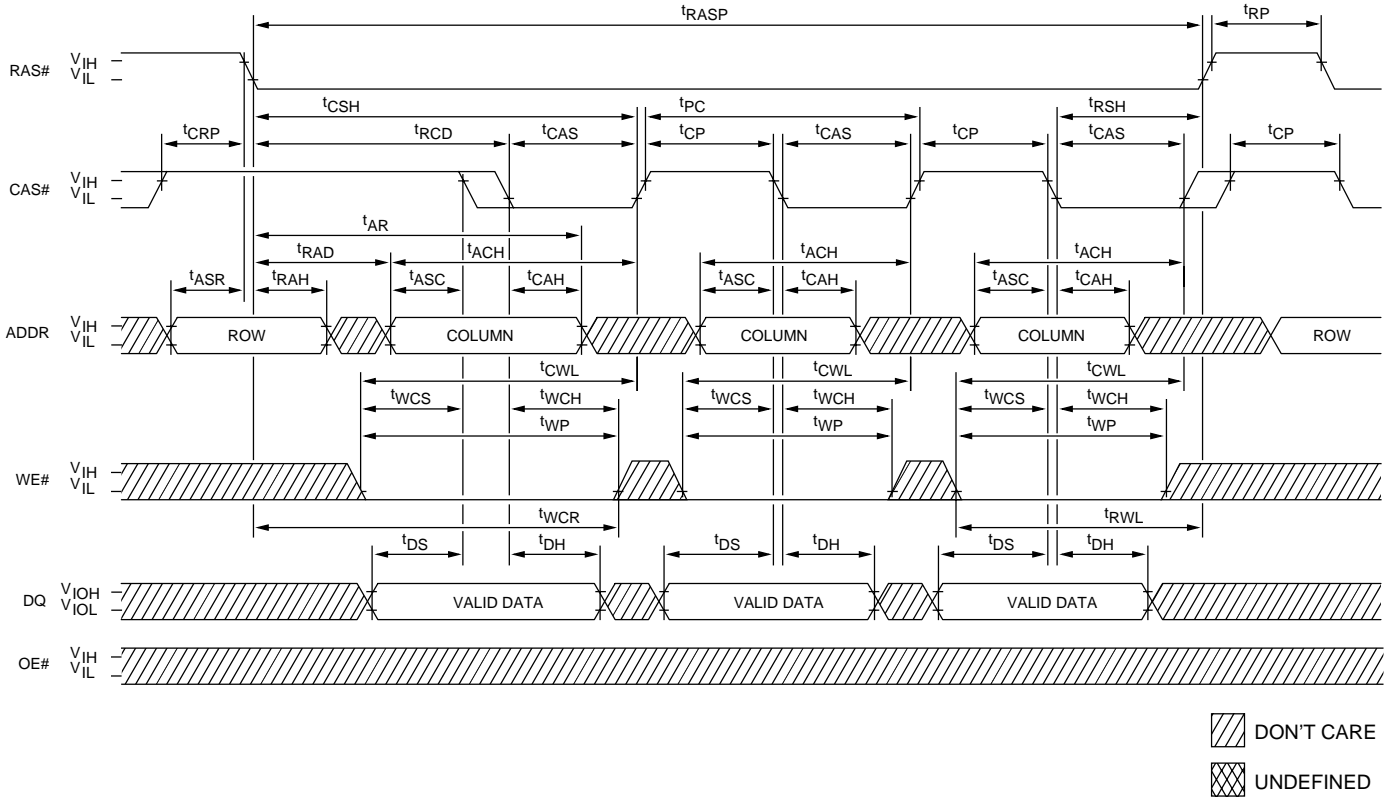 tRASP tRP
RAS# VIH
VIL
tCSH tPC tRSH
tCRP tRCD tCAS tCP tCAS tCP tCAS tCP
CAS# VIH
VIL
tAR
tRAD tACH tACH tACH
tASR tRAH tASC tCAH tASC tCAH tASC tCAH
ADDR VIH
VIL
ROW COLUMN COLUMN COLUMN ROW
tCWL tCWL tCWL
tWCS tWCH tWCS tWCH tWCS tWCH
tWP tWP tWP
WE# VIH
VIL
tWCR tRWL
tDS tDH tDS tDH tDS tDH
DQ VIOH
VIOL
VALID DATA VALID DATA VALID DATA
OE# VIH
VIL
DON'T CARE
UNDEFINED